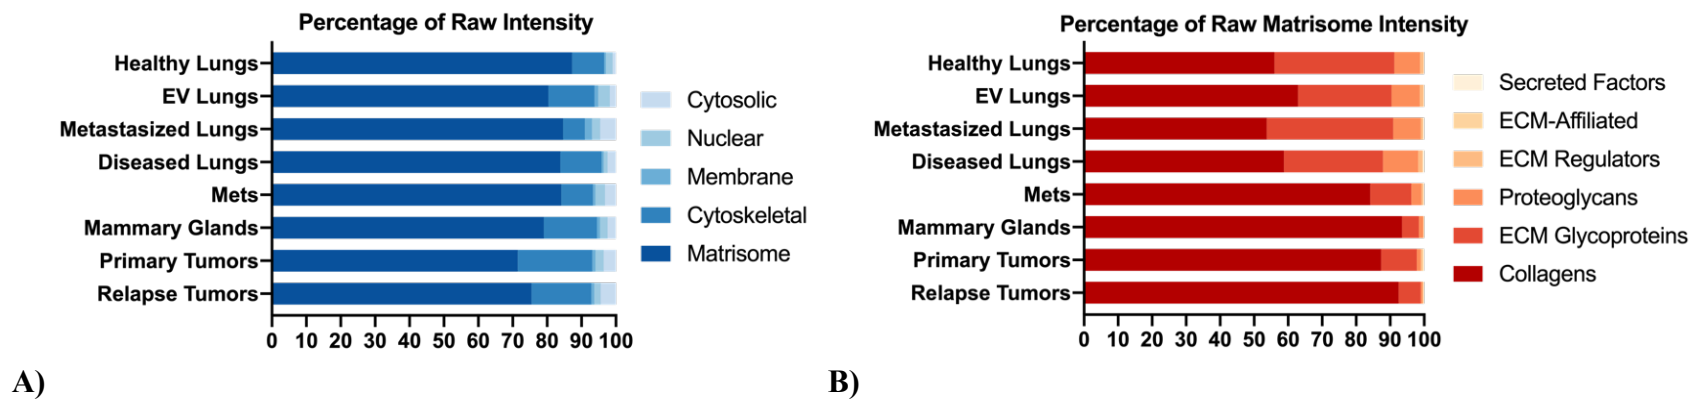 Percentage of Raw Intensity
Healthy Lungs
EV Lungs
Metastasized Lungs
Diseased Lungs
Mets
Mammary Glands
Primary Tumors
Relapse Tumors
0 10 20 30 40 50 60 70 80 90 100
Cytosolic
Nuclear
Membrane
Cytoskeletal
Matrisome
A)
Percentage of Raw Matrisome Intensity
Healthy Lungs
EV Lungs
Metastasized Lungs
Diseased Lungs
Mets
Mammary Glands
Primary Tumors
Relapse Tumors
0 10 20 30 40 50 60 70 80 90 100
Secreted Factors
ECM-Affiliated
ECM Regulators
Proteoglycans
ECM Glycoproteins
Collagens
B)